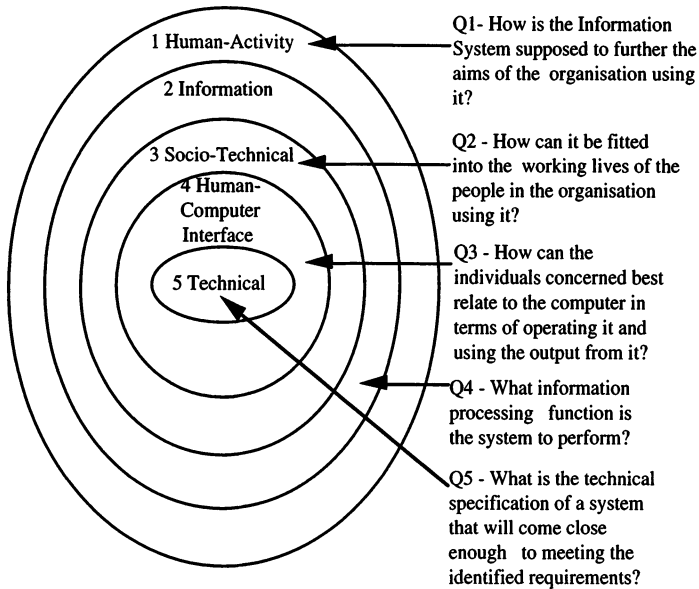 1 Human-Activity
2 Information
3 Socio-Technical
4 Human-
Computer
Interface
5 Technical
Q1- How is the Information
System supposed to further the
aims of the organisation using
it?
Q2 - How can it be fitted
into the working lives of the
people in the organisation
using it?
Q3 - How can the
individuals concerned best
relate to the computer in
terms of operating it and
using the output from it?
Q4 - What information
processing function is
the system to perform?
Q5 - What is the technical
specification of a system
that will come close
enough to meeting the
identified requirements?